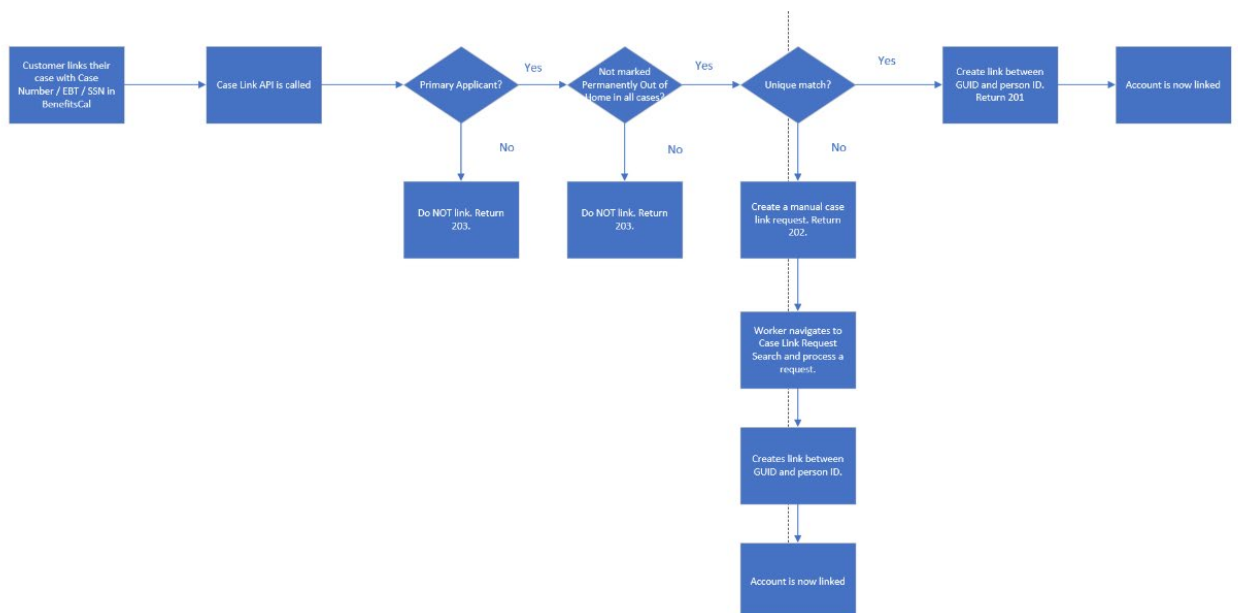 Customer links their
case with Case
Number / EBT / SSN in
BenefitsCal
Case Link API is called
Primary Applicant?
Yes
Not marked
Permanently Out of
Home in all cases?
Yes
Unique match?
Yes
Create link between
GUID and person ID.
Return 201
Account is now linked
No
No
No
Do NOT link. Return
203.
Do NOT link. Return
203.
Create a manual case
link request. Return
202.
Worker navigates to
Case Link Request
Search and process a
request.
Creates link between
GUID and person ID.
Account is now linked